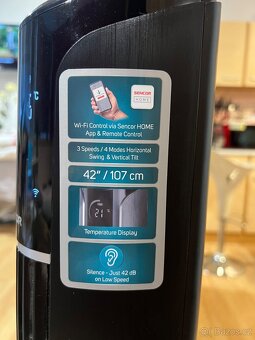 SENCOR
HOME
Wi-Fi Control via Sencor HOME
App & Remote Control
3 Speeds / 4 Modes Horizontal
Swing & Vertical Tilt
42" / 107 cm
21
Temperature Display
Silence - Just 42 dB
on Low Speed